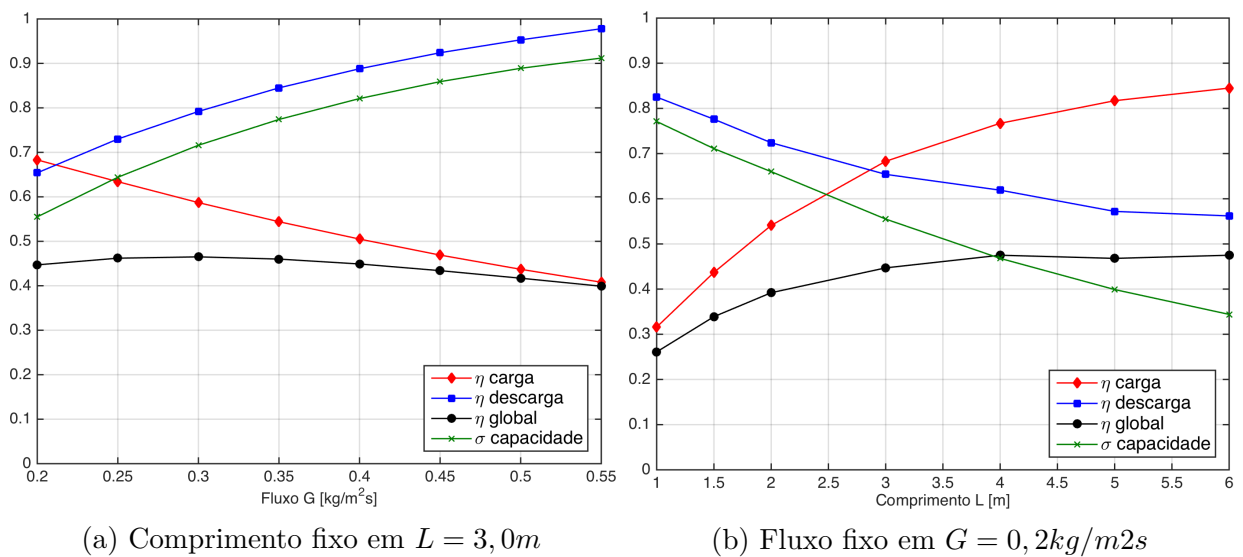 1
0.9
0.8
0.7
0.6
0.5
0.4
0.3
0.2
0.1
0
0.2 0.25 0.3 0.35 0.4 0.45 0.5 0.55
Fluxo G [kg/m²s]
η carga
η descarga
η global
σ capacidade
(a) Comprimento fixo em L = 3, 0m
1
0.9
0.8
0.7
0.6
0.5
0.4
0.3
0.2
0.1
0
1 1.5 2 2.5 3 3.5 4 4.5 5 5.5 6
Comprimento L [m]
η carga
η descarga
η global
σ capacidade
(b) Fluxo fixo em G = 0, 2kg/m2s